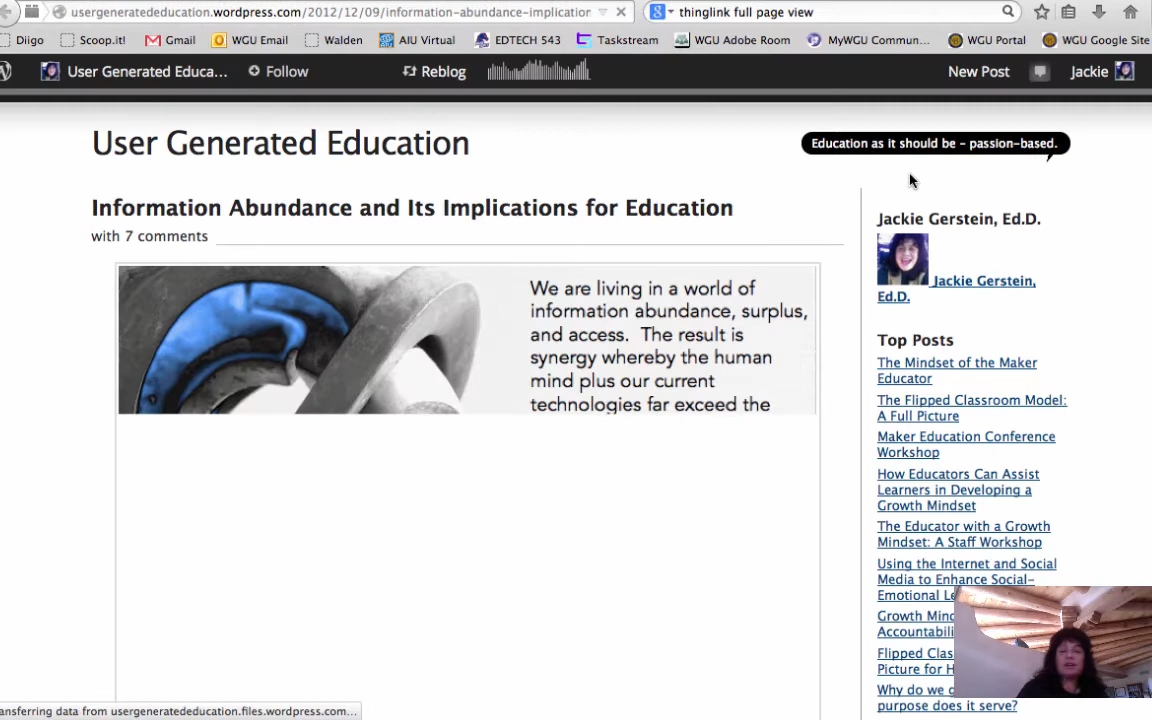 usergeneratededucation.wordpress.com/2012/12/09/information-abundance-implication
thinglink full page view
Diigo Scoop.it! Gmail WGU Email Walden AIU Virtual EDTECH 543 Taskstream WGU Adobe Room MyWGU Commun... WGU Portal WGU Google Site
User Generated Educa... Follow Reblog New Post Jackie
User Generated Education
Education as it should be – passion-based.
Information Abundance and Its Implications for Education
with 7 comments
We are living in a world of
information abundance, surplus,
and access. The result is
synergy whereby the human
mind plus our current
technologies far exceed the
Jackie Gerstein, Ed.D.
Jackie Gerstein,
Ed.D.
Top Posts
The Mindset of the Maker
Educator
The Flipped Classroom Model:
A Full Picture
Maker Education Conference
Workshop
How Educators Can Assist
Learners in Developing a
Growth Mindset
The Educator with a Growth
Mindset: A Staff Workshop
Using the Internet and Social
Media to Enhance Social-
Emotional Le
Growth Mind
Accountabili
Flipped Clas
Picture for H
Why do we g
purpose does it serve?
ansferring data from usergeneratededucation.files.wordpress.com...